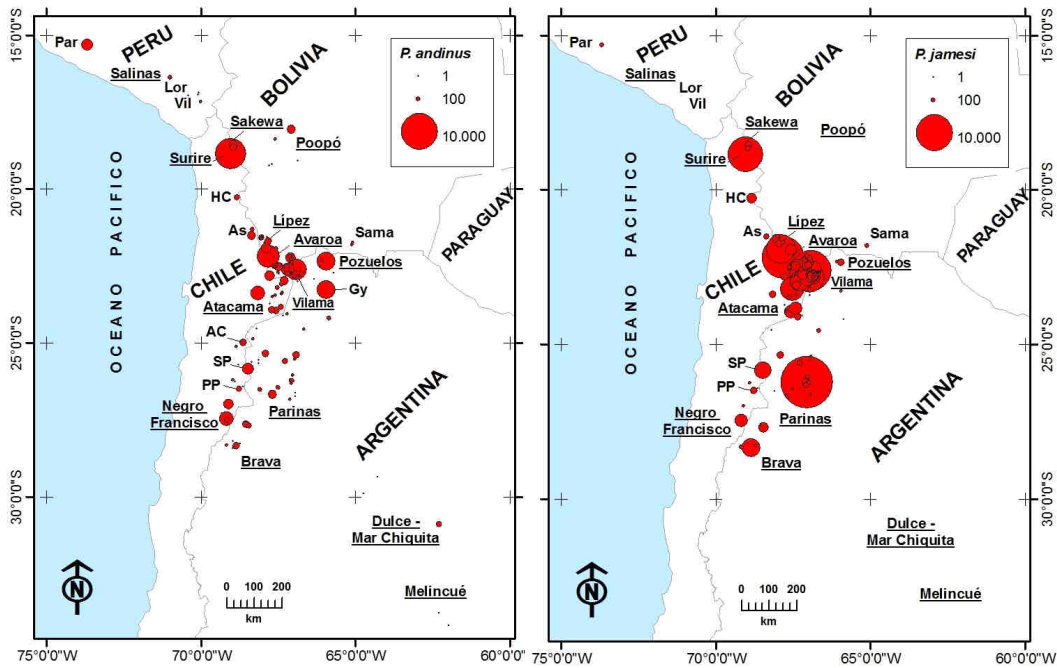 15°0'0"S
20°0'0"S
25°0'0"S
30°0'0"S
PERU
BOLIVIA
CHILE
ARGENTINA
PARAGUAY
OCEANO PACIFICO
P. andinus
1
100
10.000
Par
Salinas
Lor
Vil
Sakewa
Poopó
Surire
HC
As
Lipez
Sama
Avaroa
Pozuelos
Gy
Vilama
Atacama
AC
SP
PP
Parinas
Negro
Francisco
Brava
Dulce -
Mar Chiquita
Melincué
N
0 100 200
km
75°0'0"W
70°0'0"W
65°0'0"W
60°0'0"W
PERU
BOLIVIA
CHILE
ARGENTINA
PARAGUAY
OCEANO PACIFICO
P. jamesi
1
100
10.000
Par
Salinas
Lor
Vil
Sakewa
Poopó
Surire
HC
As
Lipez
Sama
Avaroa
Pozuelos
Vilama
Atacama
SP
PP
Parinas
Negro
Francisco
Brava
Dulce -
Mar Chiquita
Melincué
N
0 100 200
km
75°0'0"W
70°0'0"W
65°0'0"W
60°0'0"W
15°0'0"S
20°0'0"S
25°0'0"S
30°0'0"S